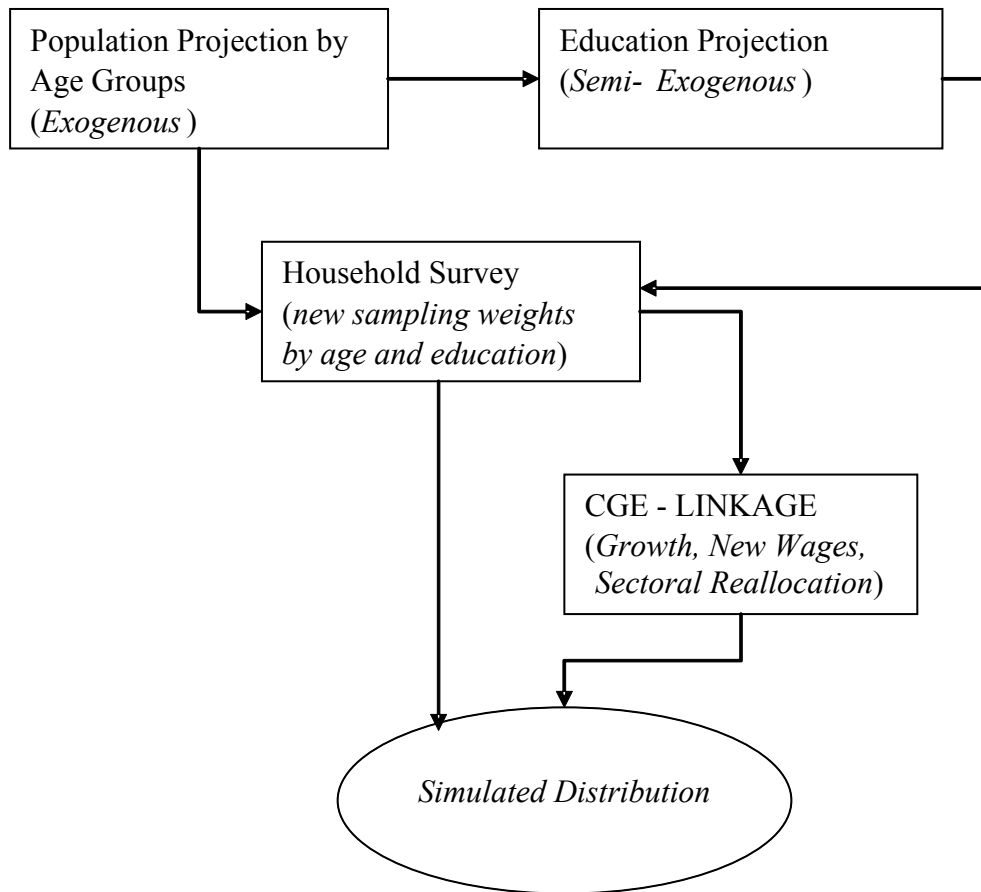 Population Projection by
Age Groups
(Exogenous)
Education Projection
(Semi- Exogenous)
Household Survey
(new sampling weights
by age and education)
CGE - LINKAGE
(Growth, New Wages,
Sectoral Reallocation)
Simulated Distribution